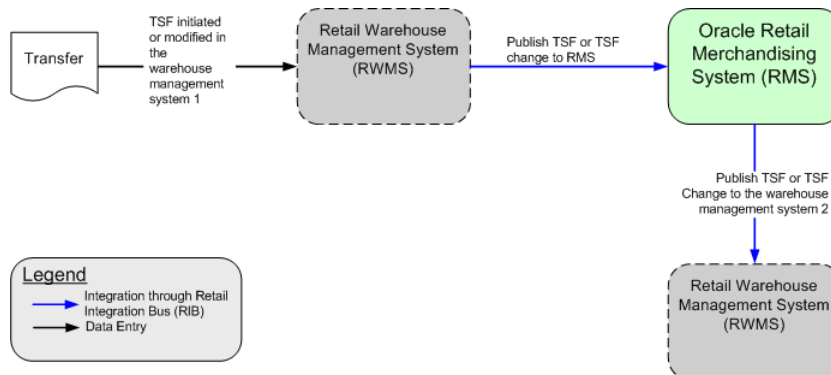 Transfer
TSF initiated
or modified in
the
warehouse
management
system 1
Retail Warehouse
Management System
(RWMS)
Publish TSF or TSF
change to RMS
Oracle Retail
Merchandising
System (RMS)
Publish TSF or TSF
Change to the warehouse
management system 2
Retail Warehouse
Management System
(RWMS)
Legend
Integration through Retail
Integration Bus (RIB)
Data Entry